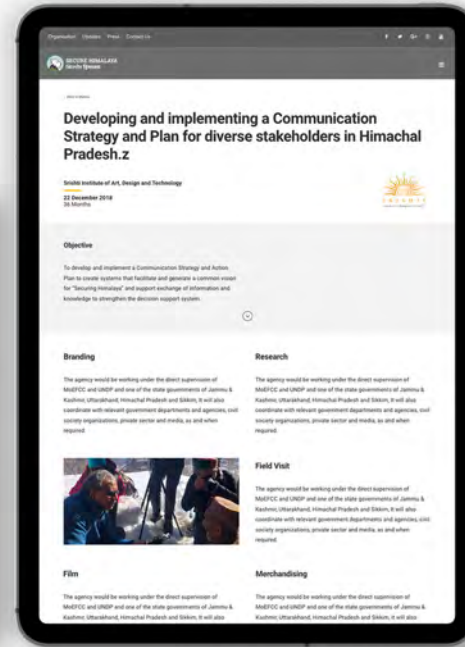 Organisation Updates Press Contact Us
SECURE HIMALAYA
Developing and implementing a Communication
Strategy and Plan for diverse stakeholders in Himachal
Pradesh.z
Srishti Institute of Art, Design and Technology
22 December 2018
36 Months
Objective
To develop and implement a Communication Strategy and Action
Plan to create systems that facilitate and generate a common vision
for "Securing Himalaya" and support exchange of information and
knowledge to strengthen the decision support system.
Branding
The agency would be working under the direct supervision of
MoEFCC and UNDP and one of the state governments of Jammu &
Kashmir, Uttarakhand, Himachal Pradesh and Sikkim, It will also
coordinate with relevant government departments and agencies, civil
society organizations, private sector and media, as and when
required.
Research
The agency would be working under the direct supervision of
MoEFCC and UNDP and one of the state governments of Jammu &
Kashmir, Uttarakhand, Himachal Pradesh and Sikkim, It will also
coordinate with relevant government departments and agencies, civil
society organizations, private sector and media, as and when
required.
Field Visit
The agency would be working under the direct supervision of
MoEFCC and UNDP and one of the state governments of Jammu &
Kashmir, Uttarakhand, Himachal Pradesh and Sikkim, It will also
coordinate with relevant government departments and agencies, civil
society organizations, private sector and media, as and when
required.
Film
The agency would be working under the direct supervision of
MoEFCC and UNDP and one of the state governments of Jammu &
Kashmir, Uttarakhand, Himachal Pradesh and Sikkim, It will also
Merchandising
The agency would be working under the direct supervision of
MoEFCC and UNDP and one of the state governments of Jammu &
Kashmir, Uttarakhand, Himachal Pradesh and Sikkim, It will also